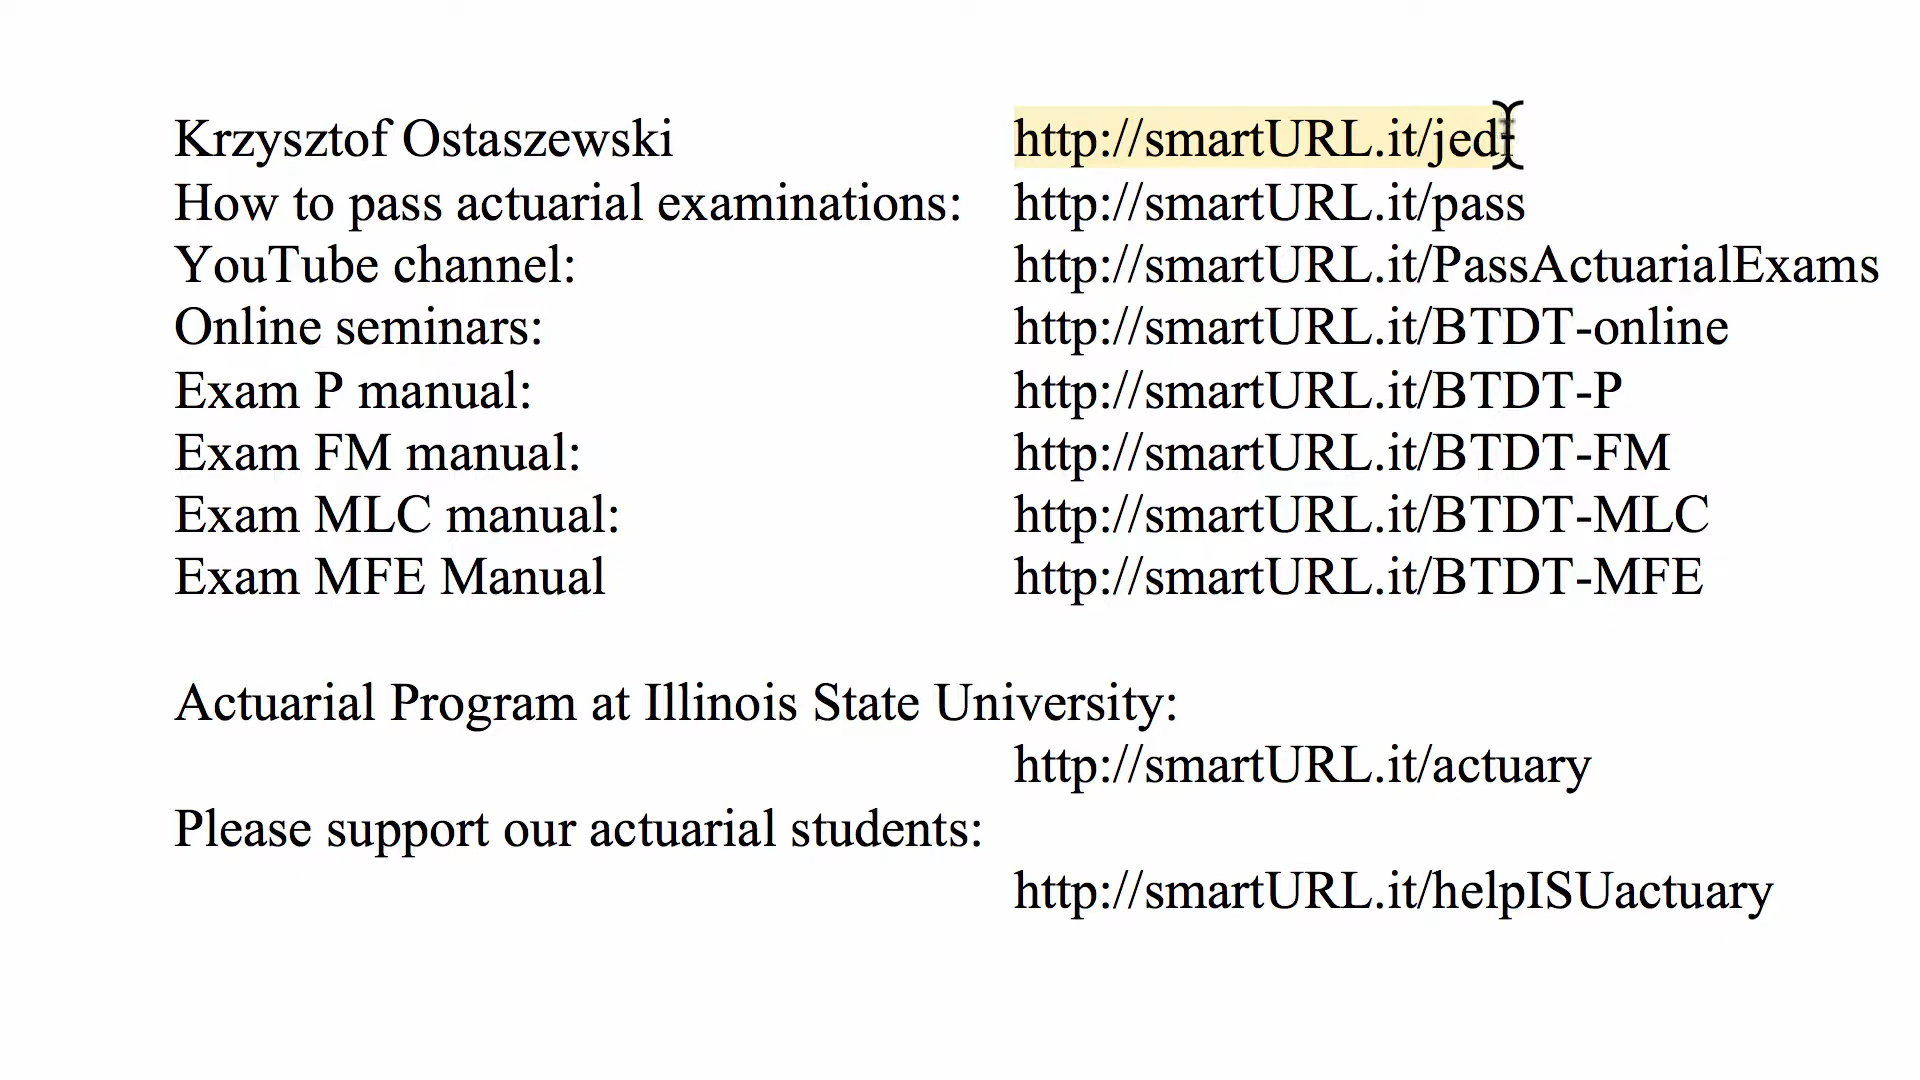 Krzysztof Ostaszewski http://smartURL.it/jedi
How to pass actuarial examinations: http://smartURL.it/pass
YouTube channel: http://smartURL.it/PassActuarialExams
Online seminars: http://smartURL.it/BTDT-online
Exam P manual: http://smartURL.it/BTDT-P
Exam FM manual: http://smartURL.it/BTDT-FM
Exam MLC manual: http://smartURL.it/BTDT-MLC
Exam MFE Manual http://smartURL.it/BTDT-MFE
Actuarial Program at Illinois State University:
http://smartURL.it/actuary
Please support our actuarial students:
http://smartURL.it/helpISUactuary